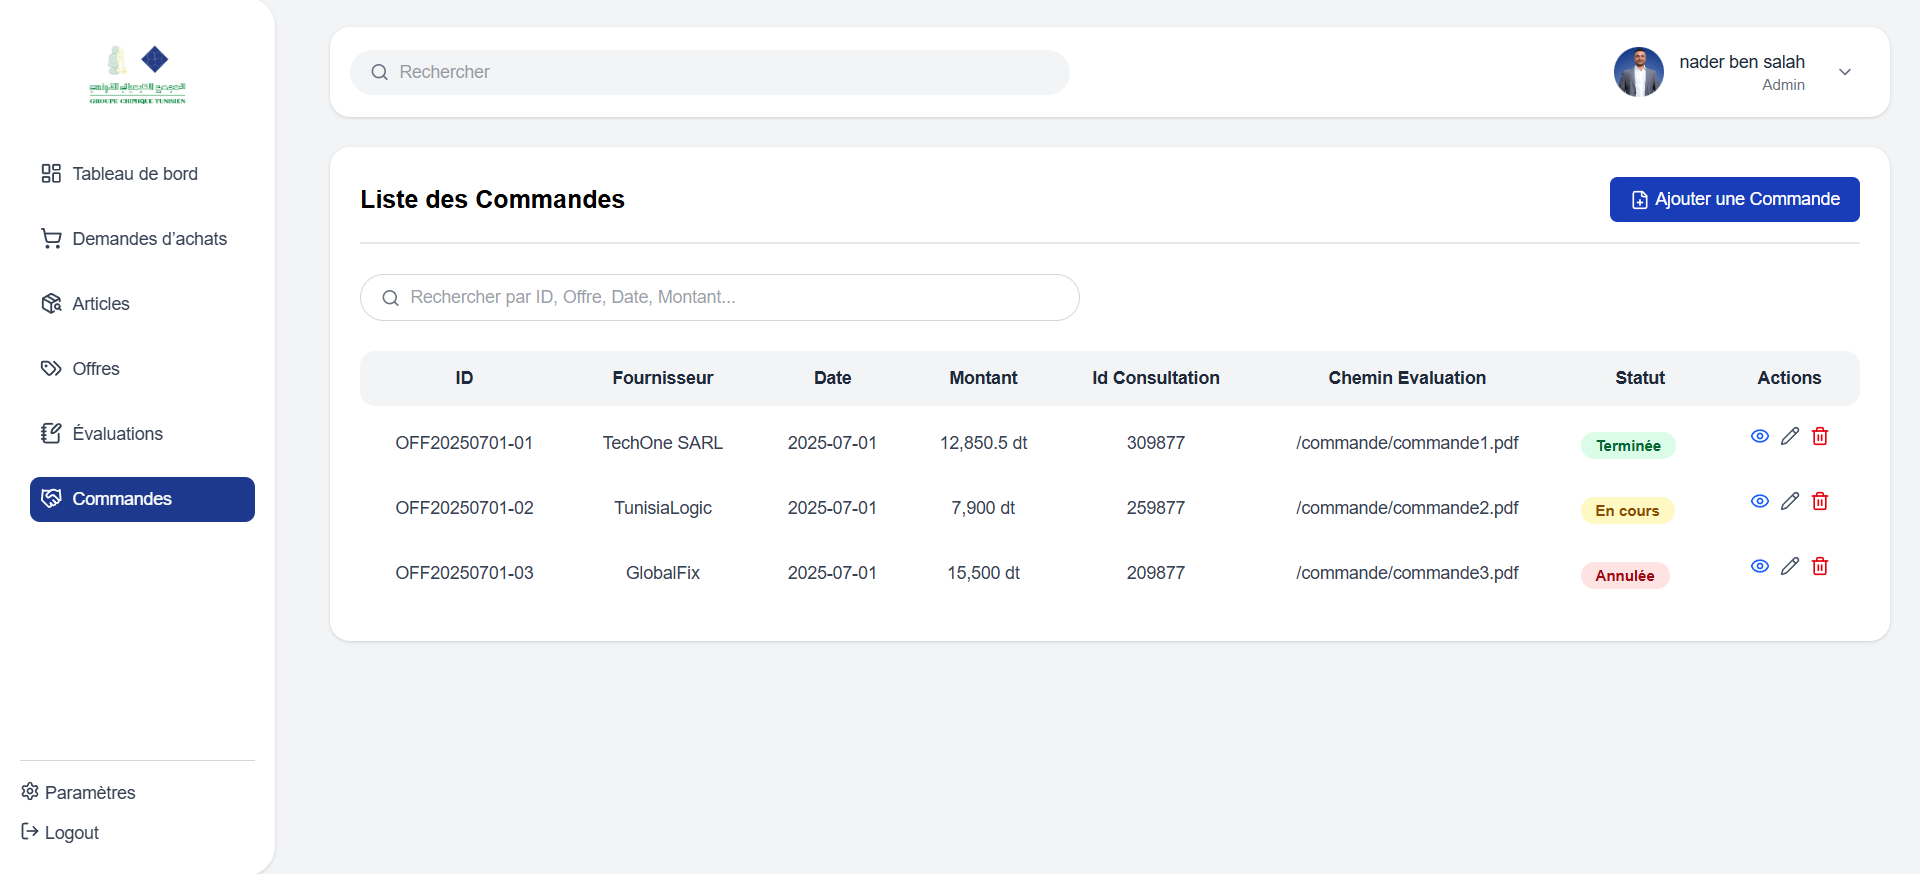 المجمع الكيميائي التونسي
GROUPE CHIMIQUE TUNISIEN
Tableau de bord
Demandes d’achats
Articles
Offres
Évaluations
Commandes
Paramètres
Logout
Rechercher
nader ben salah
Admin
Liste des Commandes
Ajouter une Commande
Rechercher par ID, Offre, Date, Montant...
ID Fournisseur Date Montant Id Consultation Chemin Evaluation Statut Actions
OFF20250701-01 TechOne SARL 2025-07-01 12,850.5 dt 309877 /commande/commande1.pdf Terminée
OFF20250701-02 TunisiaLogic 2025-07-01 7,900 dt 259877 /commande/commande2.pdf En cours
OFF20250701-03 GlobalFix 2025-07-01 15,500 dt 209877 /commande/commande3.pdf Annulée